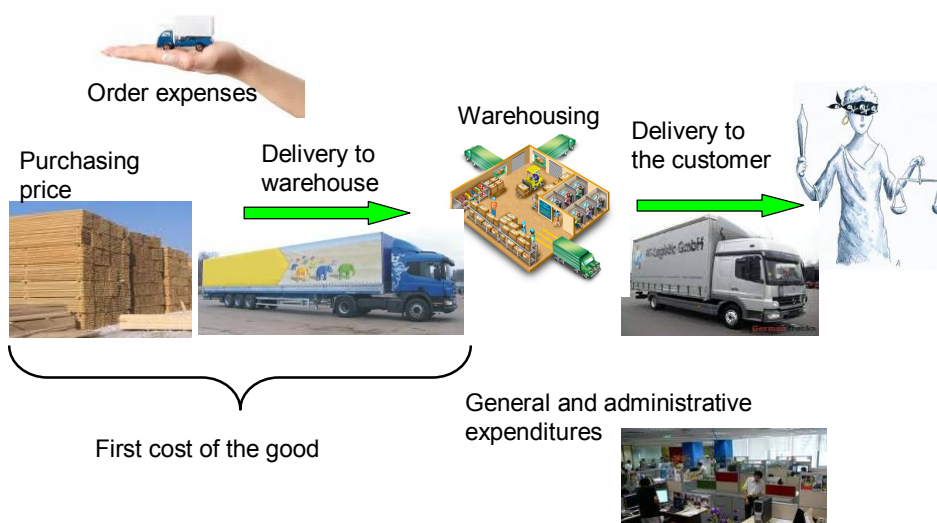 Order expenses
Warehousing
Delivery to
the customer
Purchasing
price
Delivery to
warehouse
GmbH
First cost of the good
General and administrative
expenditures